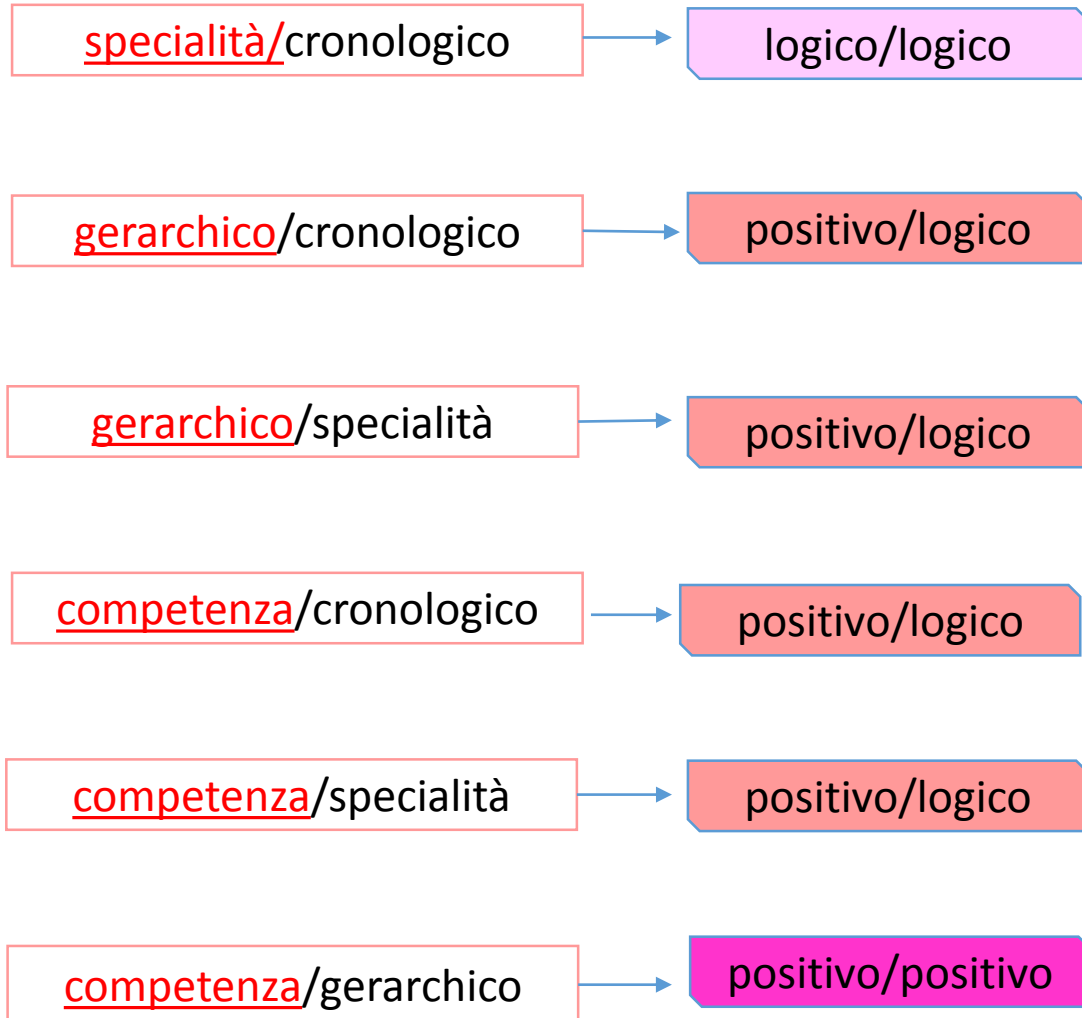 specialità/cronologico
logico/logico
gerarchico/cronologico
positivo/logico
gerarchico/specialità
positivo/logico
competenza/cronologico
positivo/logico
competenza/specialità
positivo/logico
competenza/gerarchico
positivo/positivo